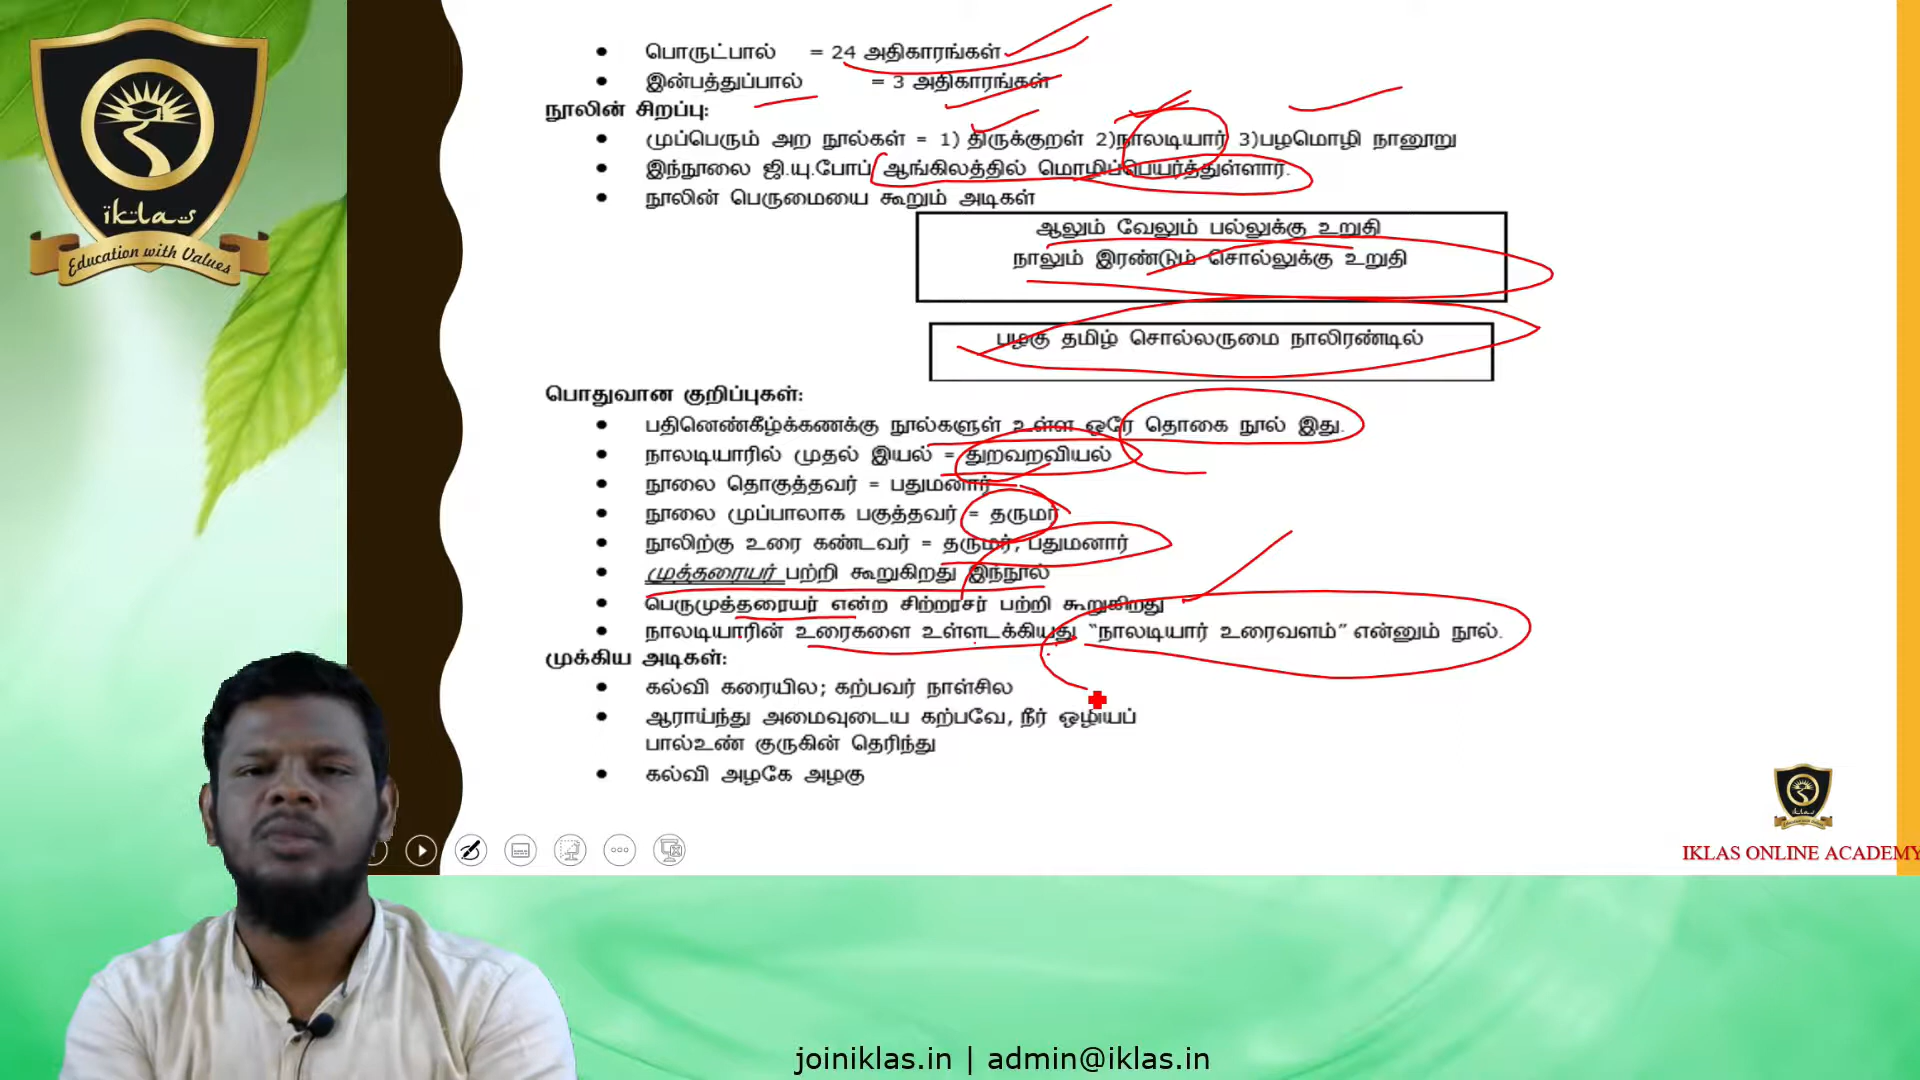 iklas
Education with Values
• பொருட்பால் = 24 அதிகாரங்கள்
• இன்பத்துப்பால் = 3 அதிகாரங்கள்
நூலின் சிறப்பு:
• முப்பெரும் அற நூல்கள் = 1) திருக்குறள் 2)நாலடியார் 3)பழமொழி நானூறு
• இந்நூலை ஜி.யு.போப் ஆங்கிலத்தில் மொழிப்பெயர்த்துள்ளார்.
• நூலின் பெருமையை கூறும் அடிகள்
ஆலும் வேலும் பல்லுக்கு உறுதி
நாலும் இரண்டும் சொல்லுக்கு உறுதி
பழகு தமிழ் சொல்லருமை நாலிரண்டில்
பொதுவான குறிப்புகள்:
• பதினெண்கீழ்க்கணக்கு நூல்களுள் உள்ள ஒரே தொகை நூல் இது.
• நாலடியாரில் முதல் இயல் = துறவறவியல்
• நூலை தொகுத்தவர் = பதுமனார்
• நூலை முப்பாலாக பகுத்தவர் = தருமர்
• நூலிற்கு உரை கண்டவர் = தருமர், பதுமனார்
• முத்தரையர் பற்றி கூறுகிறது இந்நூல்
• பெருமுத்தரையர் என்ற சிற்றரசர் பற்றி கூறுகிறது
• நாலடியாரின் உரைகளை உள்ளடக்கியது “நாலடியார் உரைவளம்” என்னும் நூல்.
முக்கிய அடிகள்:
• கல்வி கரையில; கற்பவர் நாள்சில
• ஆராய்ந்து அமைவுடைய கற்பவே, நீர் ஒழியப்
பால்உண் குருகின் தெரிந்து
• கல்வி அழகே அழகு
IKLAS ONLINE ACADEMY
joiniklas.in | admin@iklas.in